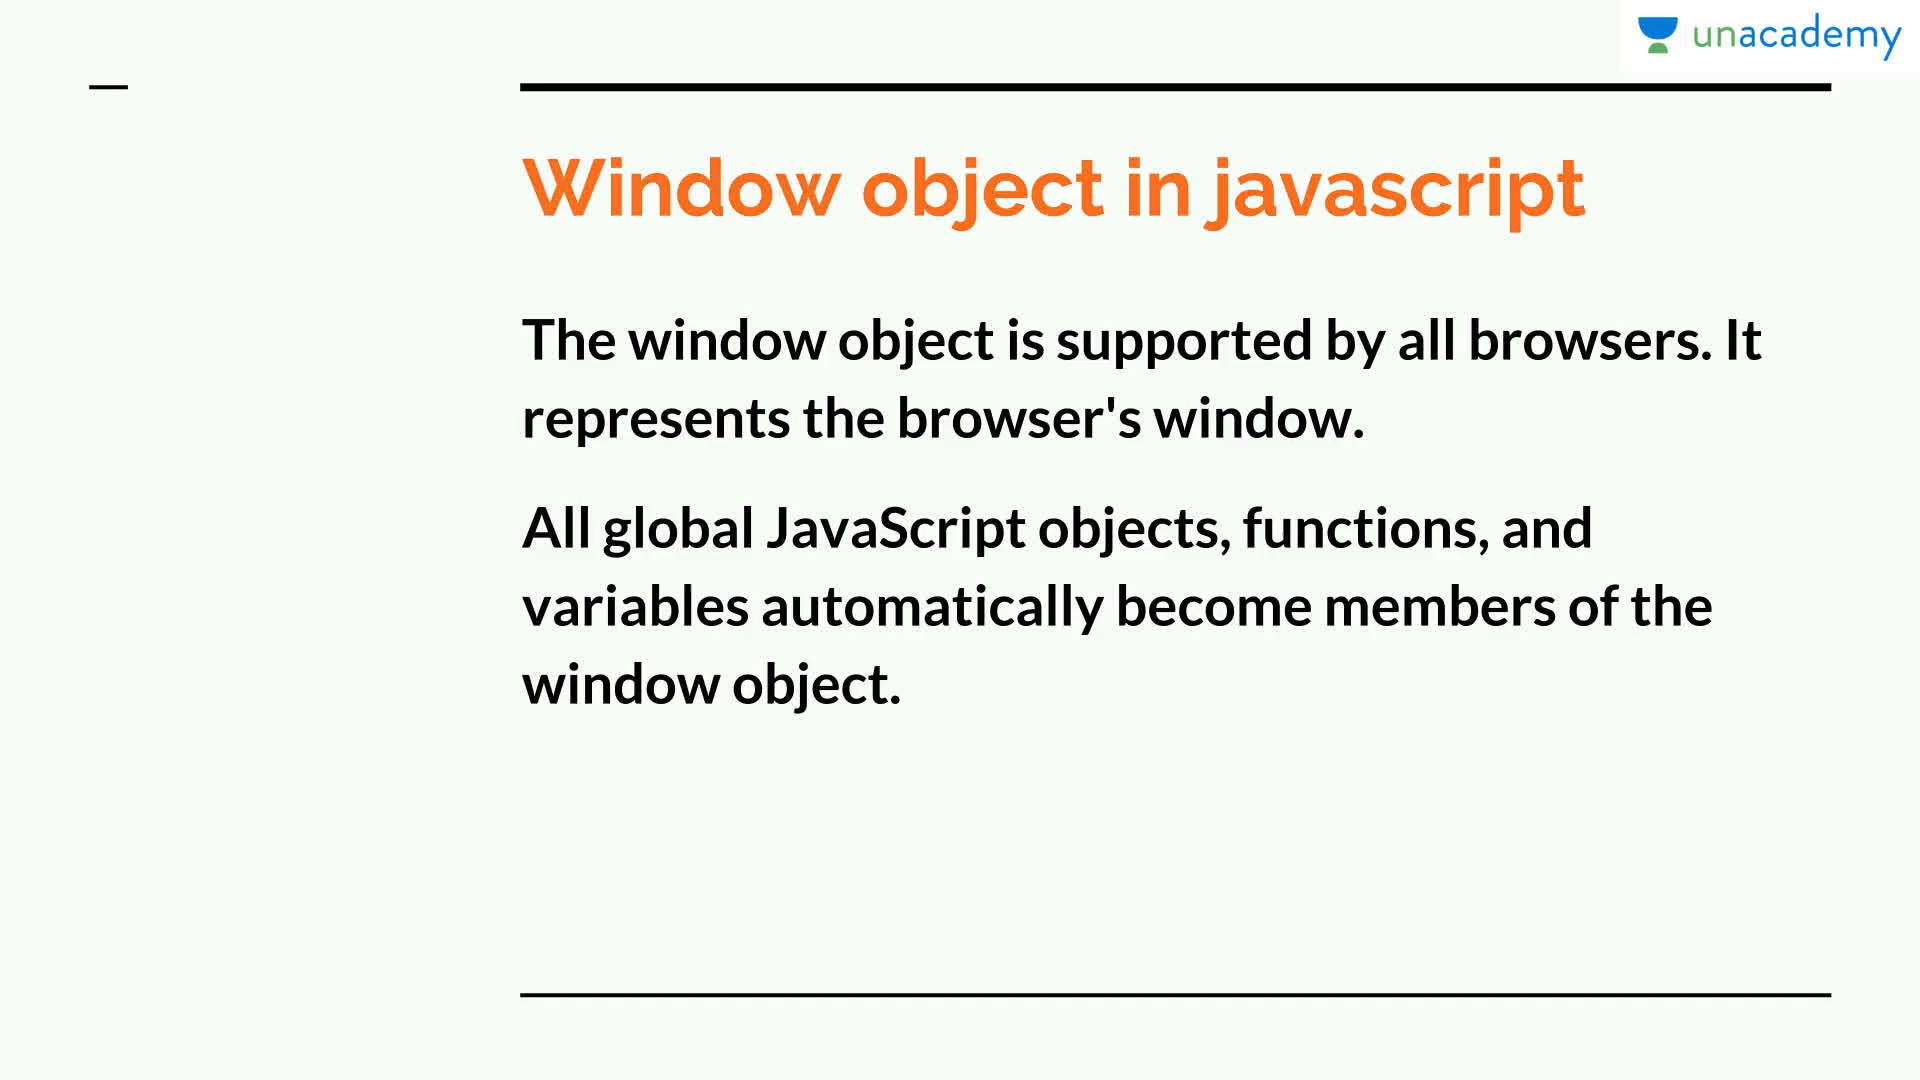 unacademy
Window object in javascript
The window object is supported by all browsers. It
represents the browser's window.
All global JavaScript objects, functions, and
variables automatically become members of the
window object.